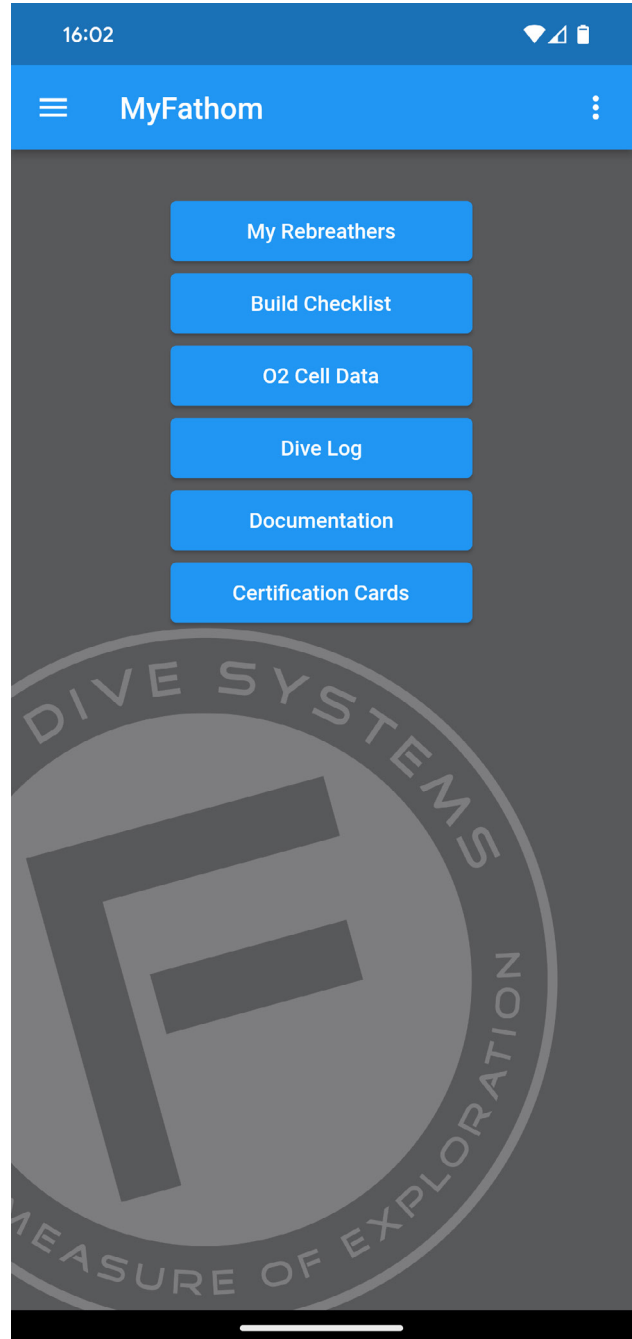 16:02
MyFathom
My Rebreathers
Build Checklist
O2 Cell Data
Dive Log
Documentation
Certification Cards
DIVE SYSTEMS
F
MEASURE OF EXPLORATION